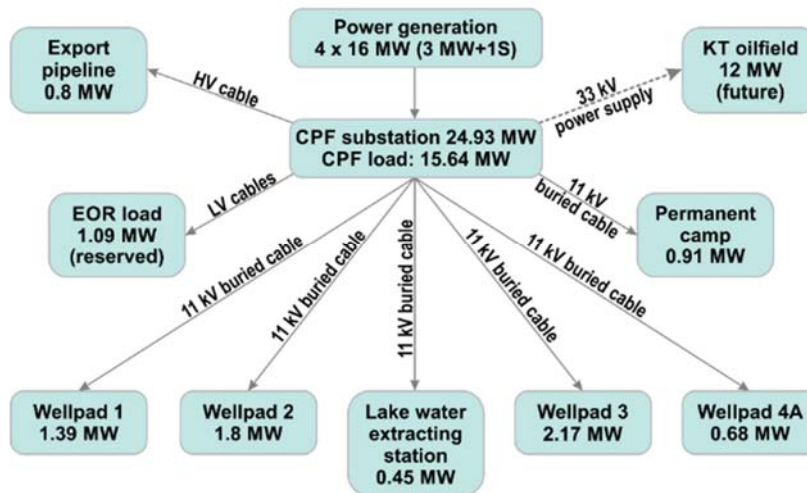 Power generation
4 x 16 MW (3 MW+1S)
Export
pipeline
0.8 MW
KT oilfield
12 MW
(future)
HV cable
33 kV
power supply
CPF substation 24.93 MW
CPF load: 15.64 MW
LV cables
11 kV
buried cable
EOR load
1.09 MW
(reserved)
Permanent
camp
0.91 MW
11 kV buried cable
11 kV buried cable
11 kV buried cable
11 kV buried cable
11 kV buried cable
Wellpad 1
1.39 MW
Wellpad 2
1.8 MW
Lake water
extracting
station
0.45 MW
Wellpad 3
2.17 MW
Wellpad 4A
0.68 MW